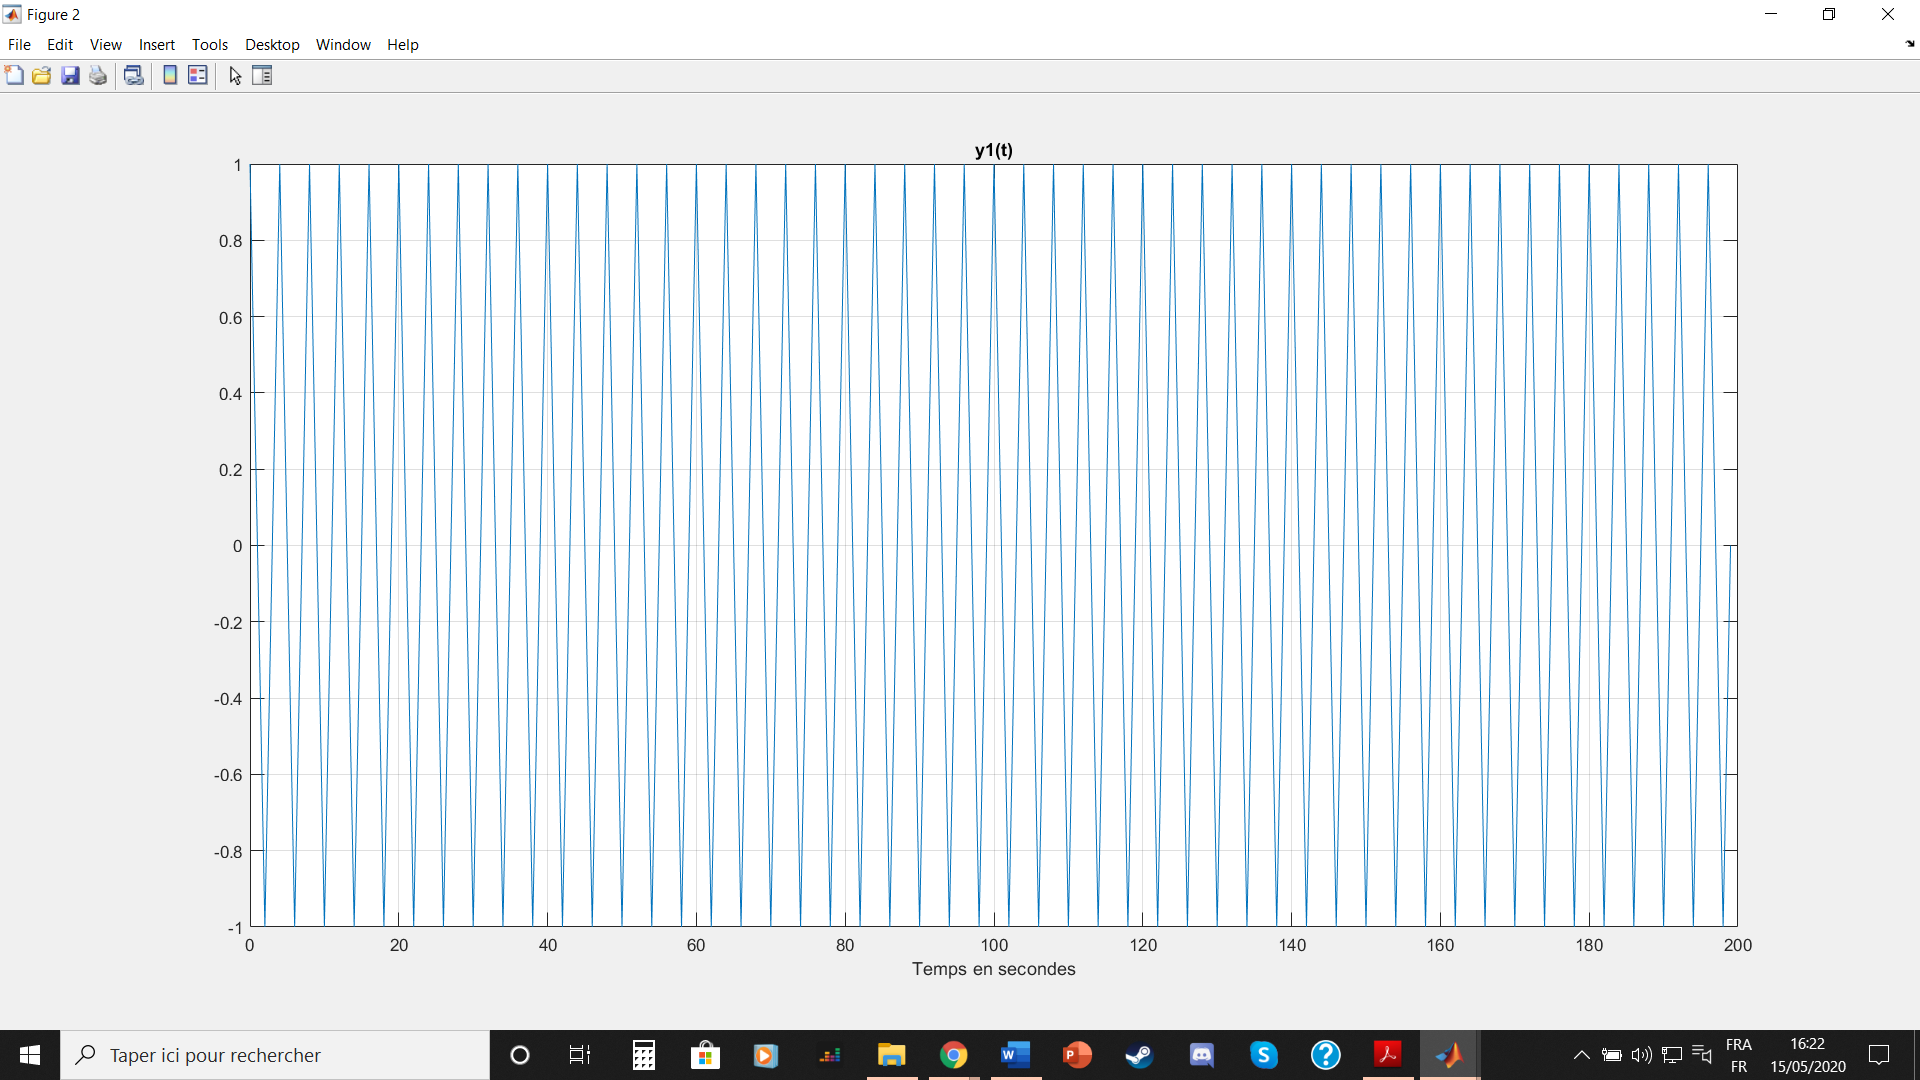 Figure 2
File Edit View Insert Tools Desktop Window Help
y1(t)
1
0.8
0.6
0.4
0.2
0
-0.2
-0.4
-0.6
-0.8
-1
0 20 40 60 80 100 120 140 160 180 200
Temps en secondes
Taper ici pour rechercher
W
P
S
?
FRA
FR
16:22
15/05/2020